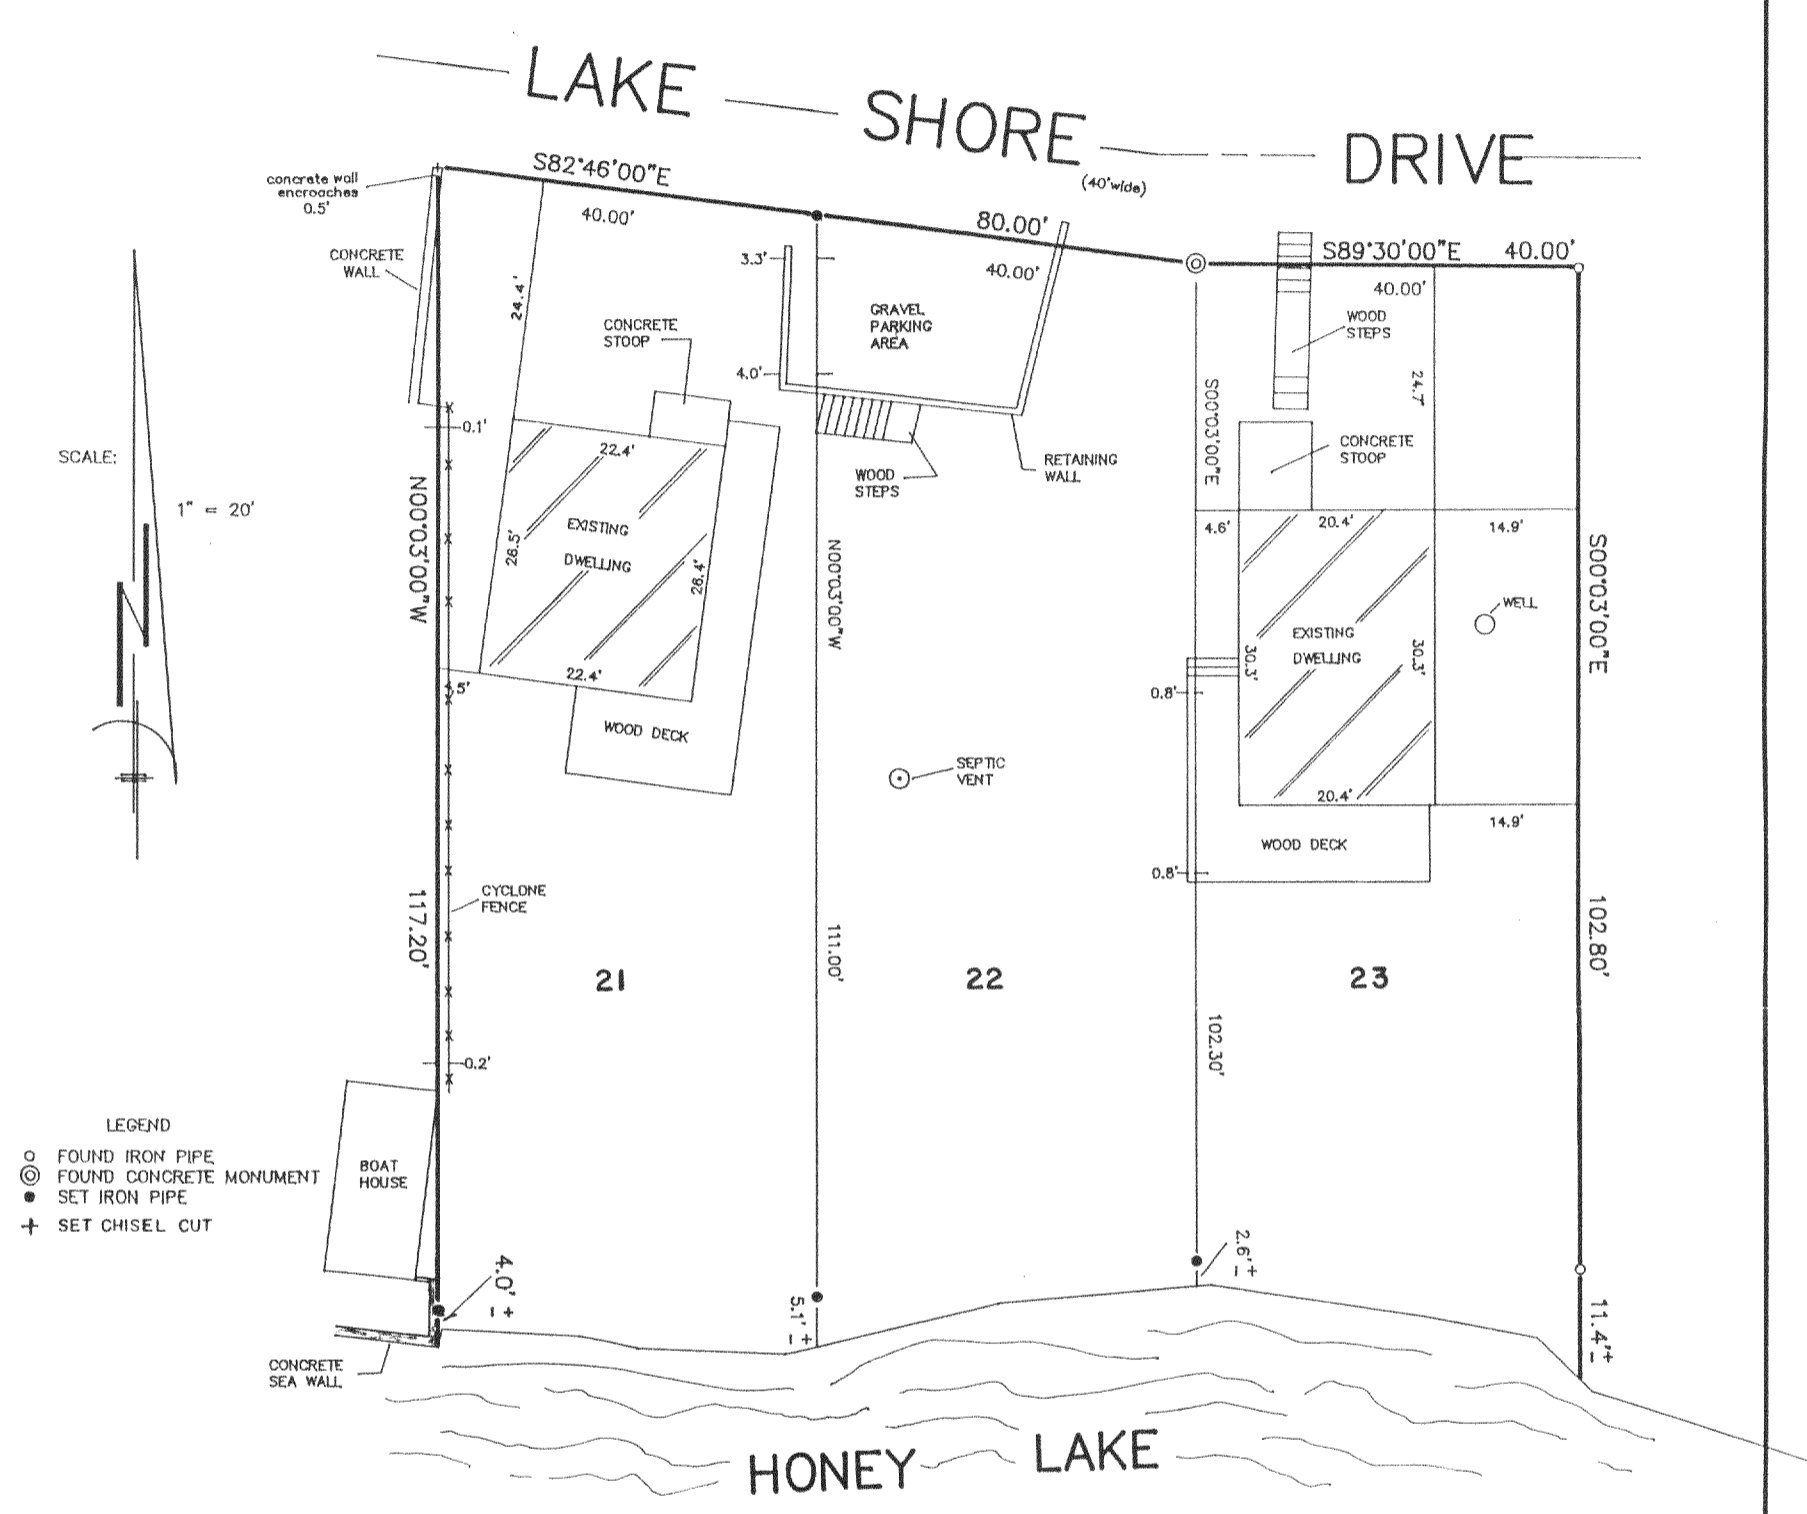 LAKE SHORE DRIVE
(40'wide)
S82°46'00"E
40.00'
80.00'
40.00'
S89°30'00"E
40.00'
40.00'
concrete wall
encroaches
0.5'
CONCRETE
WALL
24.4'
CONCRETE
STOOP
3.3'
4.0'
GRAVEL
PARKING
AREA
WOOD
STEPS
RETAINING
WALL
WOOD
STEPS
24.7'
S00°03'00"E
CONCRETE
STOOP
SCALE:
1" = 20'
N
0.1'
N00°03'00"W
22.4'
EXISTING
DWELLING
28.5'
28.4'
22.4'
WOOD DECK
N00°03'00"W
4.6'
20.4'
14.9'
S00°03'00"E
WELL
EXISTING
DWELLING
30.3'
30.3'
0.8'
20.4'
14.9'
WOOD DECK
0.8'
SEPTIC
VENT
CYCLONE
FENCE
117.20'
111.00'
102.30'
102.80'
21
22
23
0.2'
BOAT
HOUSE
LEGEND
FOUND IRON PIPE
FOUND CONCRETE MONUMENT
SET IRON PIPE
SET CHISEL CUT
4.0'±
5.1'±
2.6'±
11.4'±
CONCRETE
SEA WALL
HONEY LAKE